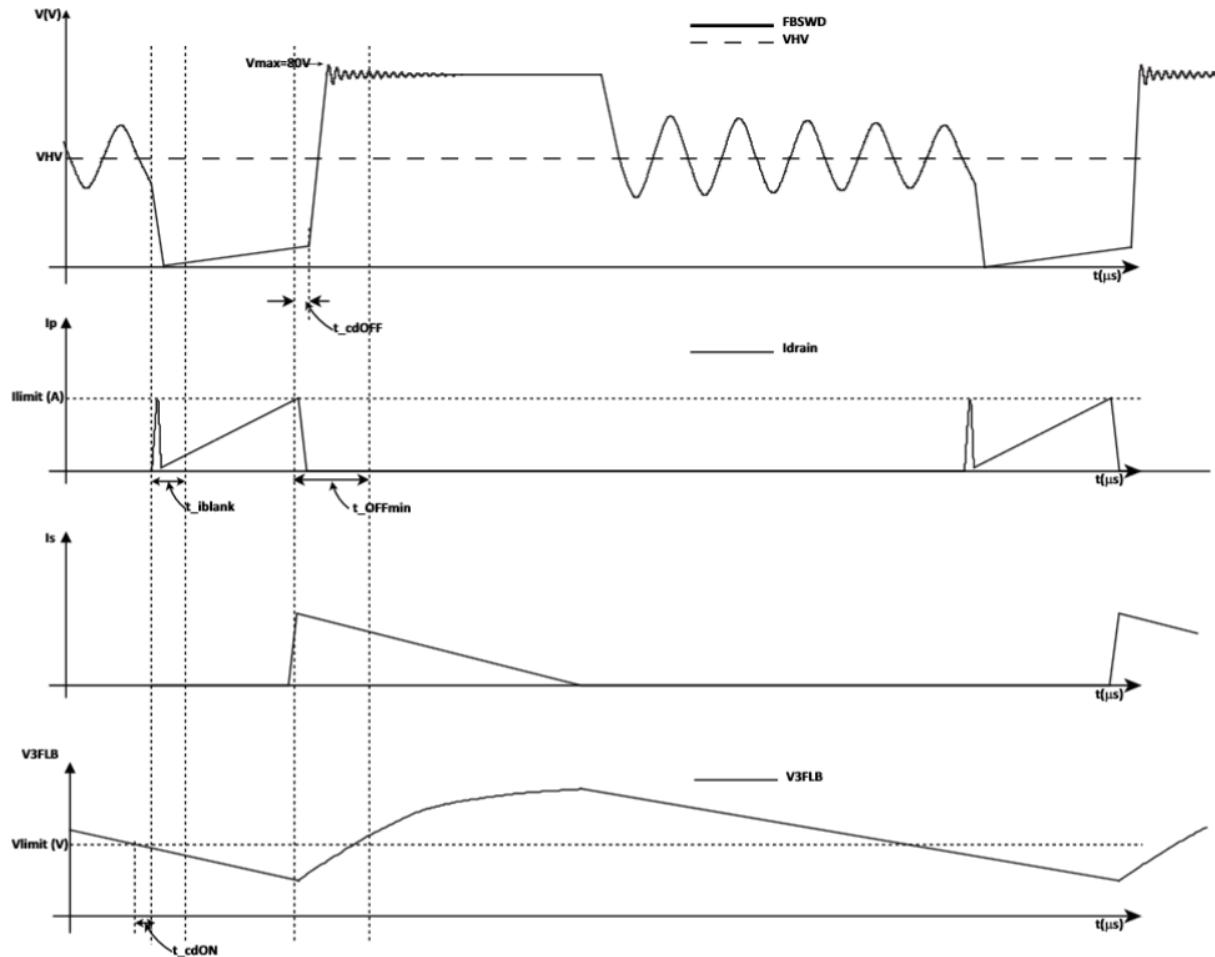 V(V)
FBSWD
VHV
Vmax=80V
VHV
t(μs)
t_cdOFF
Ip
Idrain
Ilimit (A)
t(μs)
t_iblank
t_OFFmin
Is
t(μs)
V3FLB
V3FLB
Vlimit (V)
t(μs)
t_cdON